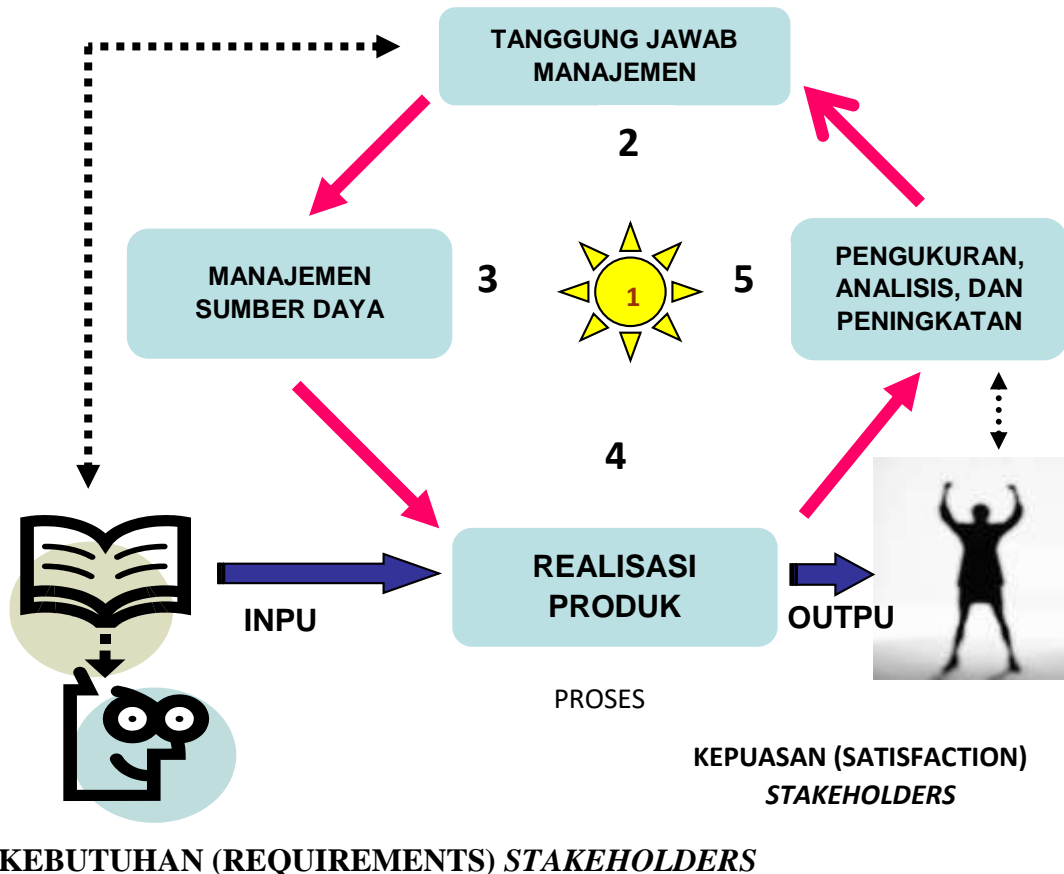 TANGGUNG JAWAB
MANAJEMEN
2
MANAJEMEN
SUMBER DAYA
3
1
5
PENGUKURAN,
ANALISIS, DAN
PENINGKATAN
4
REALISASI
PRODUK
INPU
OUTPU
PROSES
KEPUASAN (SATISFACTION)
STAKEHOLDERS
KEBUTUHAN (REQUIREMENTS) STAKEHOLDERS